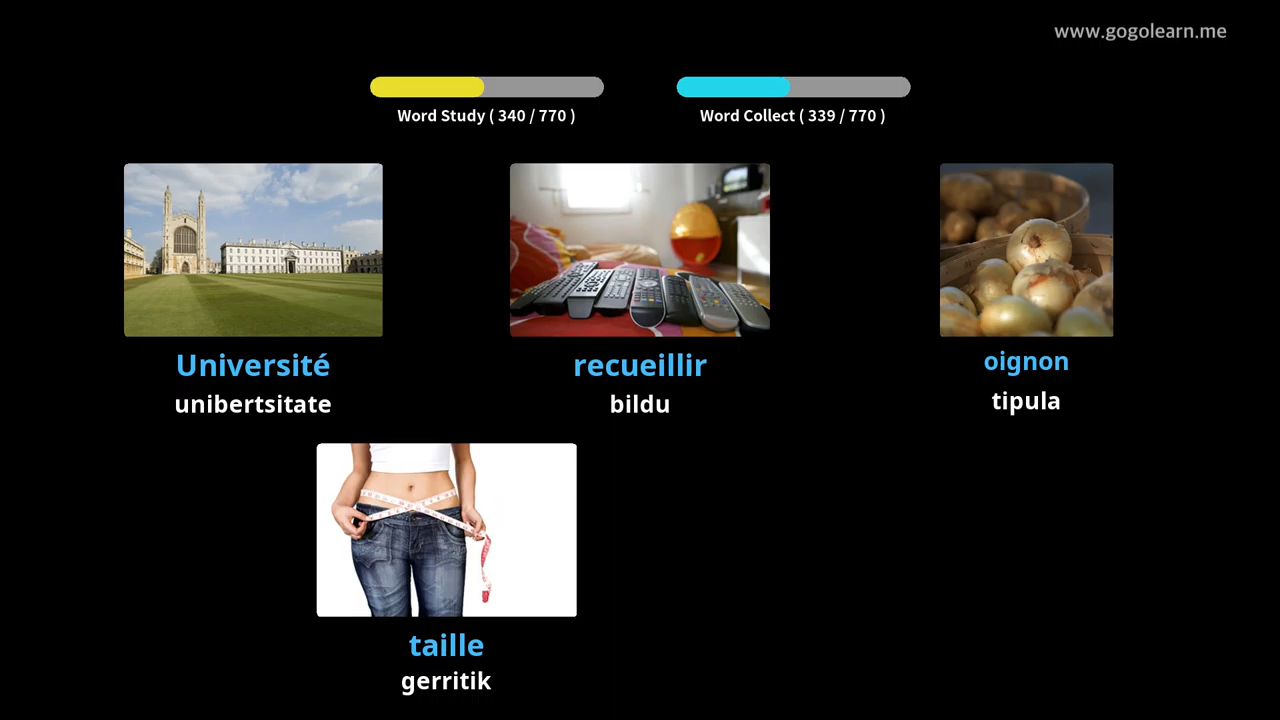 www.gogolearn.me
Word Study ( 340 / 770 )
Word Collect ( 339 / 770 )
Université
unibertsitate
recueillir
bildu
oignon
tipula
taille
gerritik